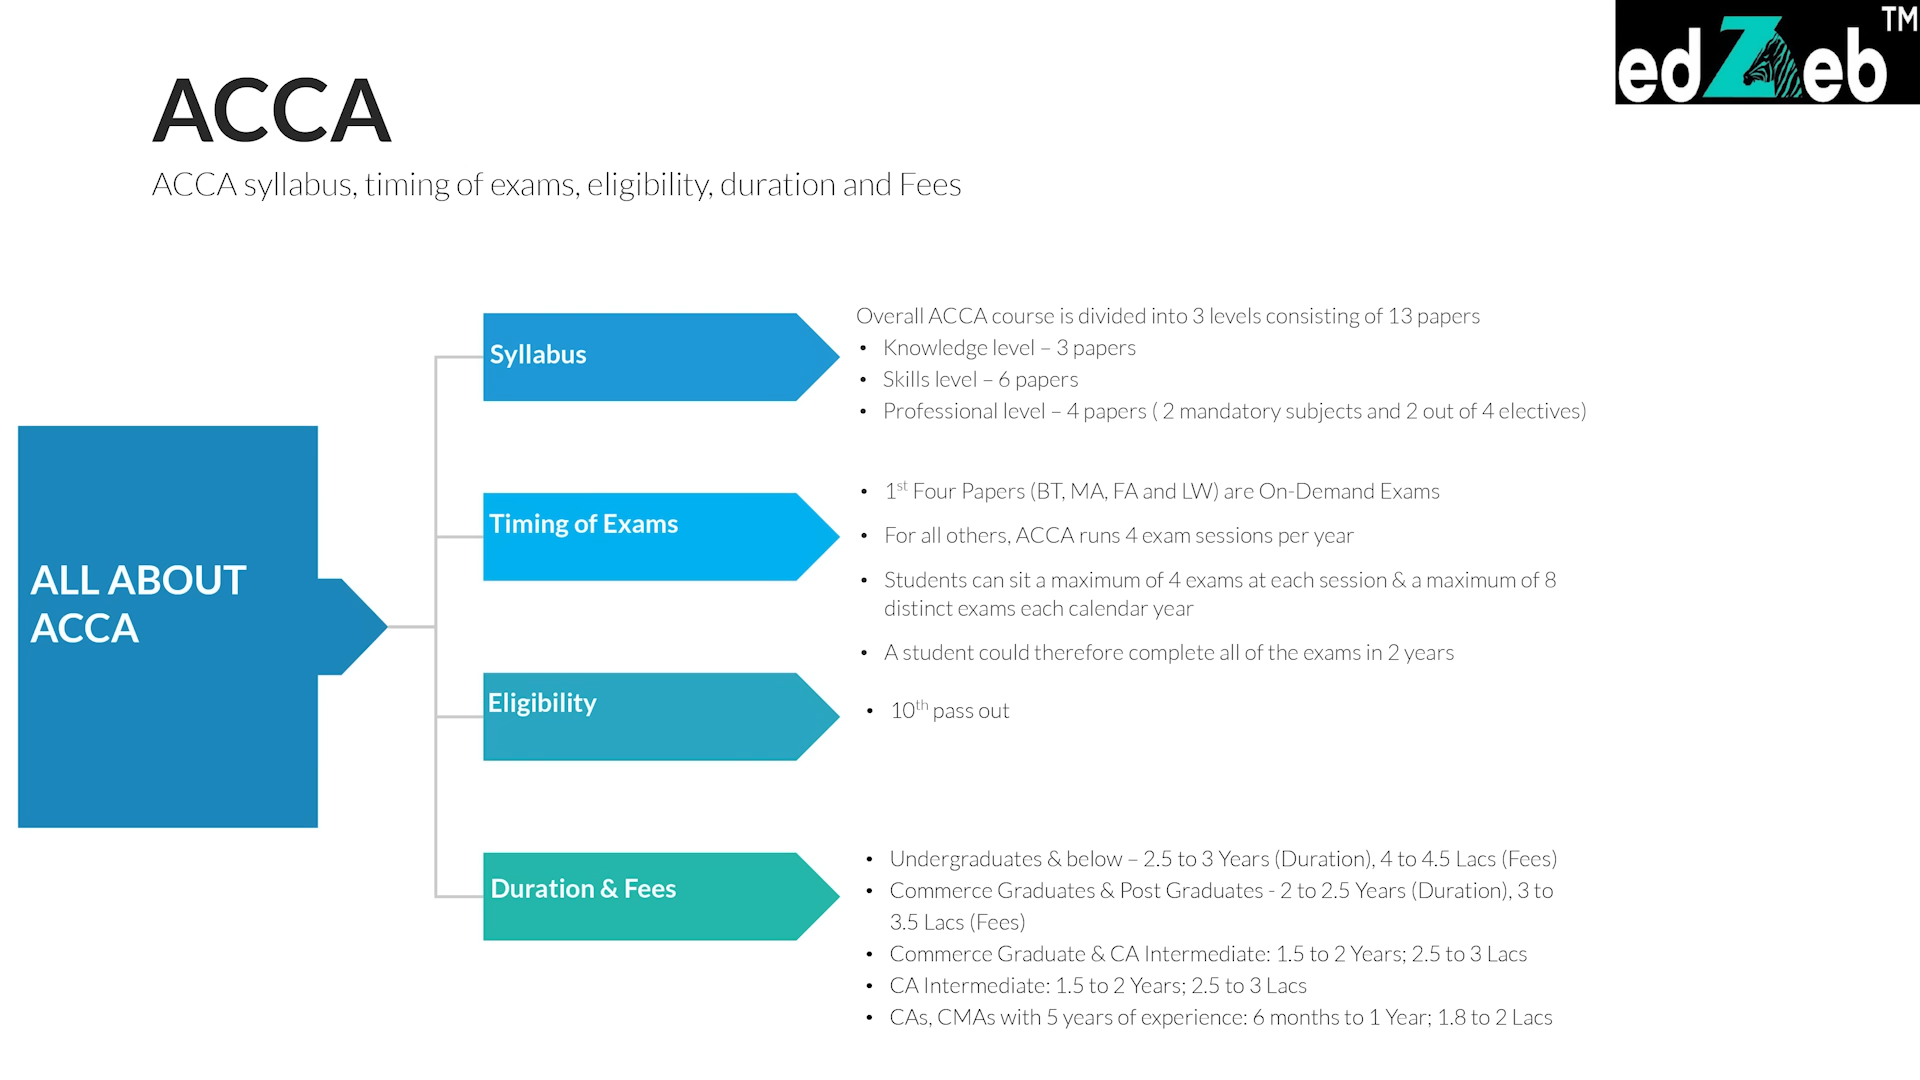 edZeb TM
ACCA
ACCA syllabus, timing of exams, eligibility, duration and Fees
ALL ABOUT
ACCA
Syllabus
Overall ACCA course is divided into 3 levels consisting of 13 papers
• Knowledge level – 3 papers
• Skills level – 6 papers
• Professional level – 4 papers ( 2 mandatory subjects and 2 out of 4 electives)
Timing of Exams
• 1st Four Papers (BT, MA, FA and LW) are On-Demand Exams
• For all others, ACCA runs 4 exam sessions per year
• Students can sit a maximum of 4 exams at each session & a maximum of 8
distinct exams each calendar year
• A student could therefore complete all of the exams in 2 years
Eligibility
• 10th pass out
Duration & Fees
• Undergraduates & below – 2.5 to 3 Years (Duration), 4 to 4.5 Lacs (Fees)
• Commerce Graduates & Post Graduates - 2 to 2.5 Years (Duration), 3 to
3.5 Lacs (Fees)
• Commerce Graduate & CA Intermediate: 1.5 to 2 Years; 2.5 to 3 Lacs
• CA Intermediate: 1.5 to 2 Years; 2.5 to 3 Lacs
• CAs, CMAs with 5 years of experience: 6 months to 1 Year; 1.8 to 2 Lacs